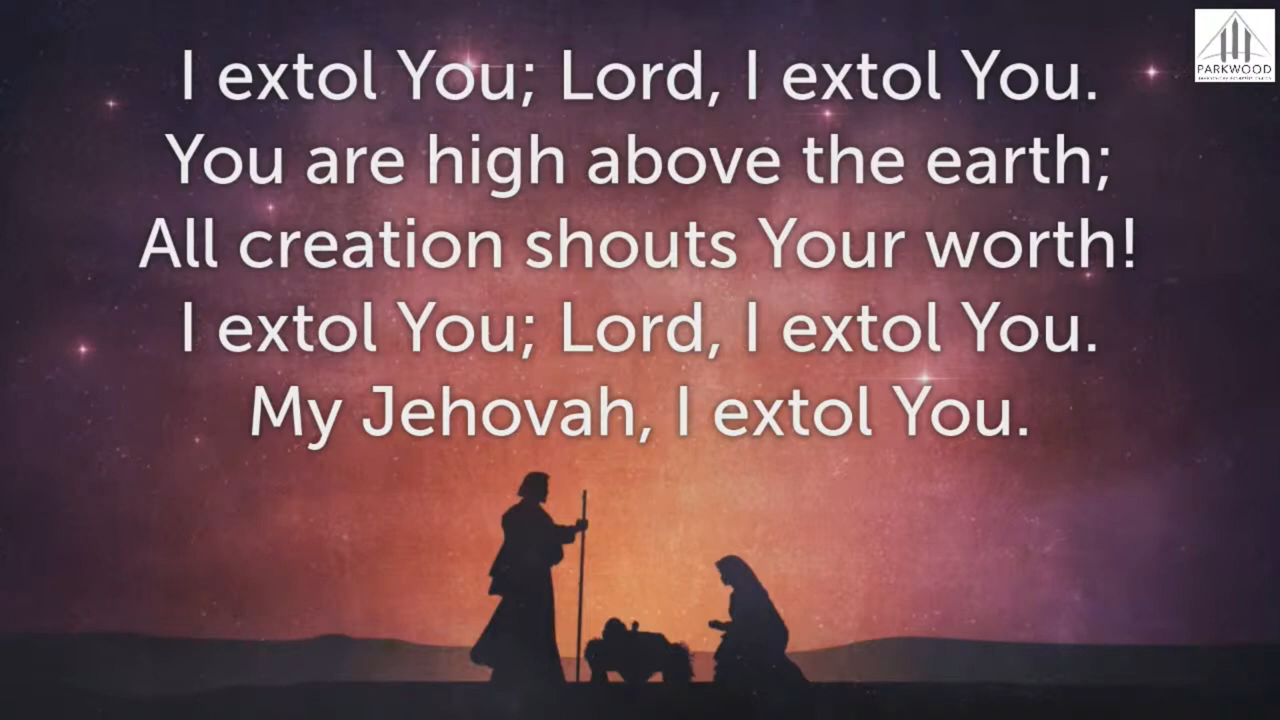 I extol You; Lord, I extol You.
You are high above the earth;
All creation shouts Your worth!
I extol You; Lord, I extol You.
My Jehovah, I extol You.
PARKWOOD